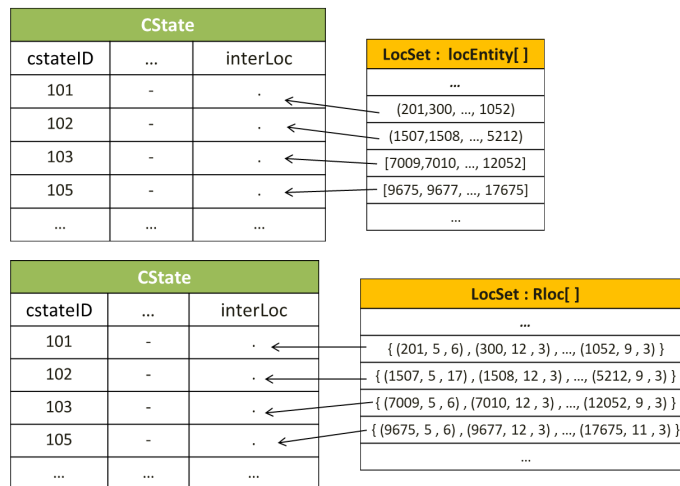 CState
cstateID ... interLoc
101 - .
102 - .
103 - .
105 - .
... ... ...
LocSet : locEntity[ ]
...
(201,300, ..., 1052)
(1507,1508, ..., 5212)
[7009,7010, ..., 12052]
[9675, 9677, ..., 17675]
...
CState
cstateID ... interLoc
101 - .
102 - .
103 - .
105 - .
... ... ...
LocSet : Rloc[ ]
...
{ (201, 5 , 6) , (300, 12 , 3) , ..., (1052, 9 , 3) }
{ (1507, 5 , 17) , (1508, 12 , 3) , ..., (5212, 9 , 3) }
{ (7009, 5 , 6) , (7010, 12 , 3) , ..., (12052, 9 , 3) }
{ (9675, 5 , 6) , (9677, 12 , 3) , ..., (17675, 11 , 3) }
...